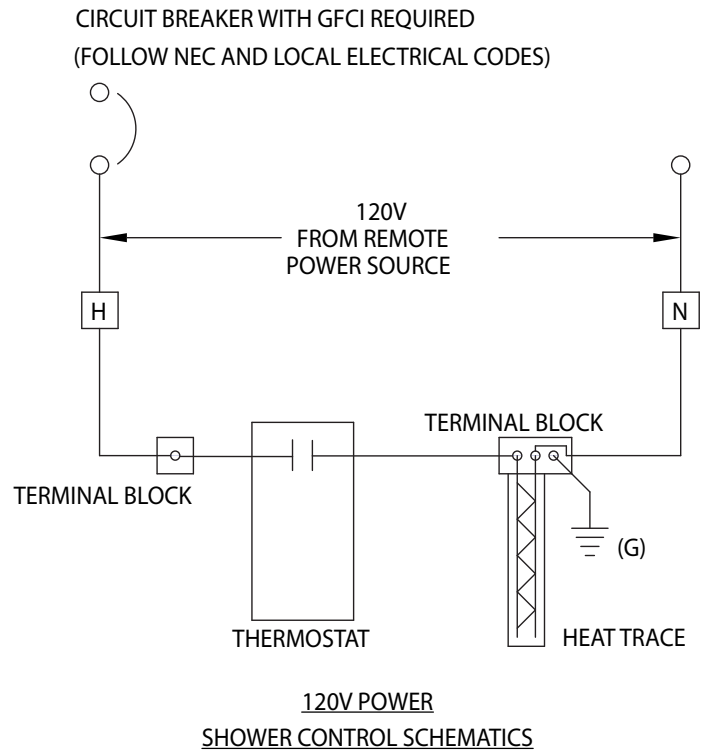 CIRCUIT BREAKER WITH GFCI REQUIRED
(FOLLOW NEC AND LOCAL ELECTRICAL CODES)
120V
FROM REMOTE
POWER SOURCE
H
N
TERMINAL BLOCK
TERMINAL BLOCK
(G)
THERMOSTAT
HEAT TRACE
120V POWER
SHOWER CONTROL SCHEMATICS